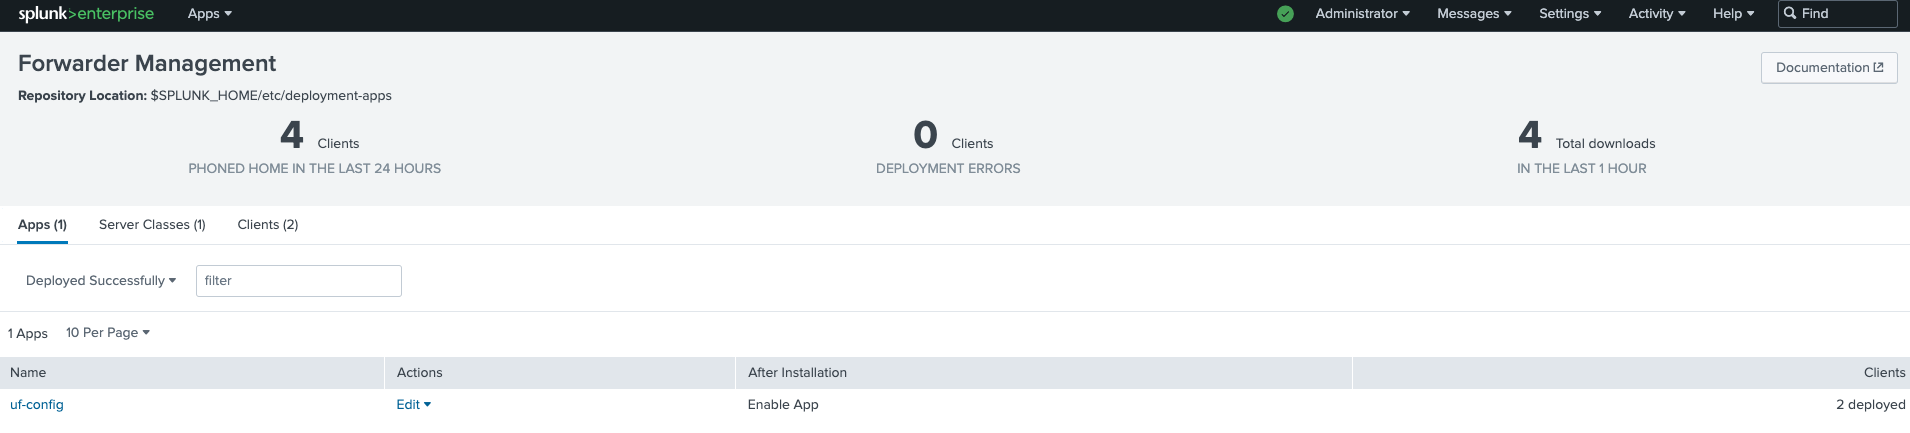 splunk>enterprise Apps Administrator Messages Settings Activity Help Find
Forwarder Management
Documentation
Repository Location: $SPLUNK_HOME/etc/deployment-apps
4 Clients
PHONED HOME IN THE LAST 24 HOURS
0 Clients
DEPLOYMENT ERRORS
4 Total downloads
IN THE LAST 1 HOUR
Apps (1) Server Classes (1) Clients (2)
Deployed Successfully filter
1 Apps 10 Per Page
Name Actions After Installation Clients
uf-config Edit Enable App 2 deployed